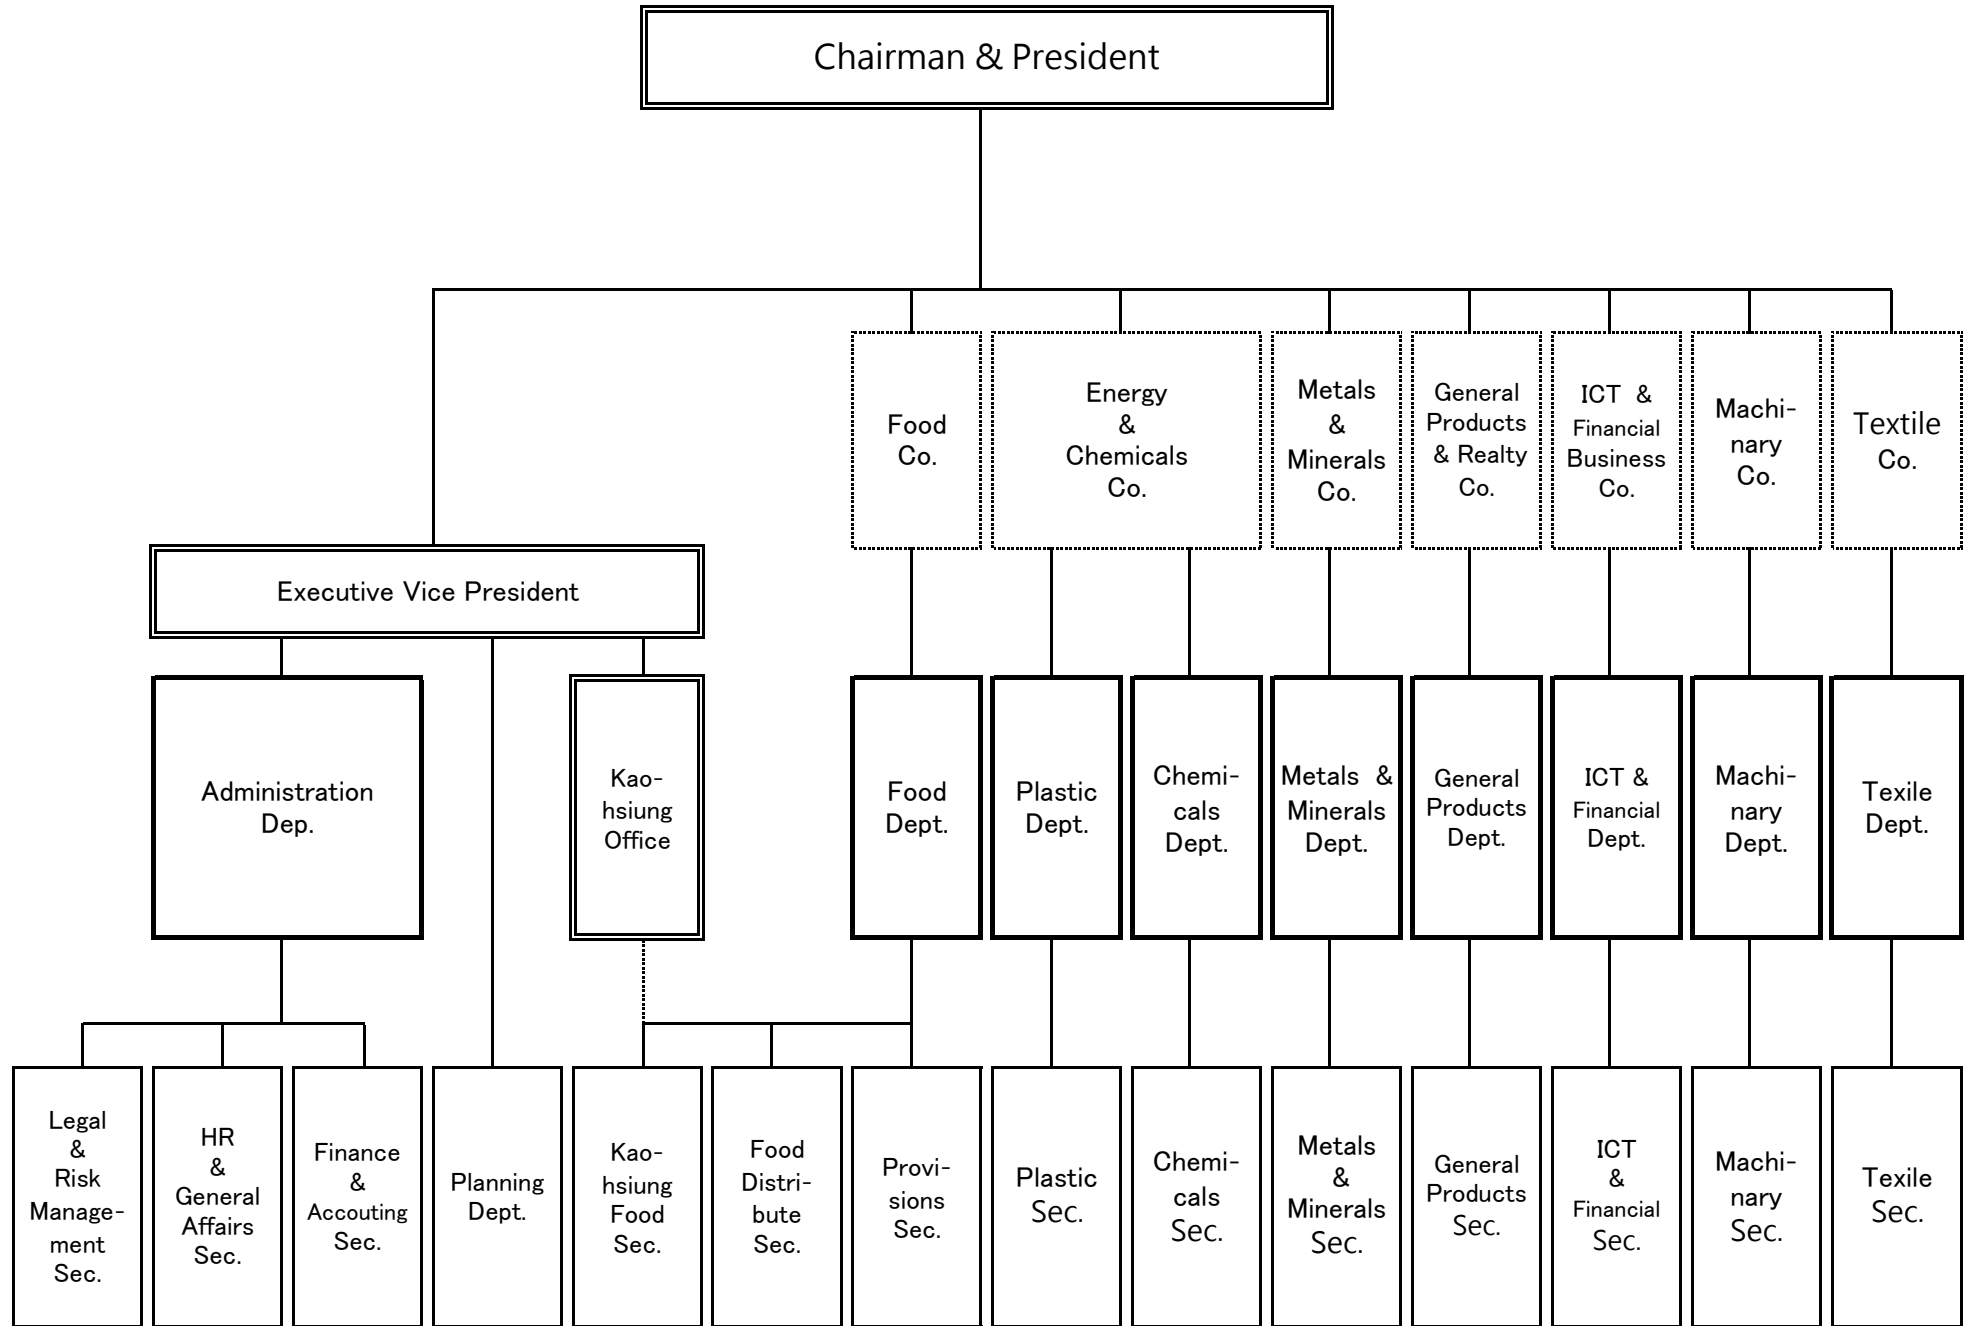 Chairman & President
Food
Co.
Energy
&
Chemicals
Co.
Metals
&
Minerals
Co.
General
Products
& Realty
Co.
ICT &
Financial
Business
Co.
Machi-
nary
Co.
Textile
Co.
Executive Vice President
Administration
Dep.
Kao-
hsiung
Office
Food
Dept.
Plastic
Dept.
Chemi-
cals
Dept.
Metals &
Minerals
Dept.
General
Products
Dept.
ICT &
Financial
Dept.
Machi-
nary
Dept.
Texile
Dept.
Legal
&
Risk
Manage-
ment
Sec.
HR
&
General
Affairs
Sec.
Finance
&
Accouting
Sec.
Planning
Dept.
Kao-
hsiung
Food
Sec.
Food
Distri-
bute
Sec.
Provi-
sions
Sec.
Plastic
Sec.
Chemi-
cals
Sec.
Metals
&
Minerals
Sec.
General
Products
Sec.
ICT
&
Financial
Sec.
Machi-
nary
Sec.
Texile
Sec.